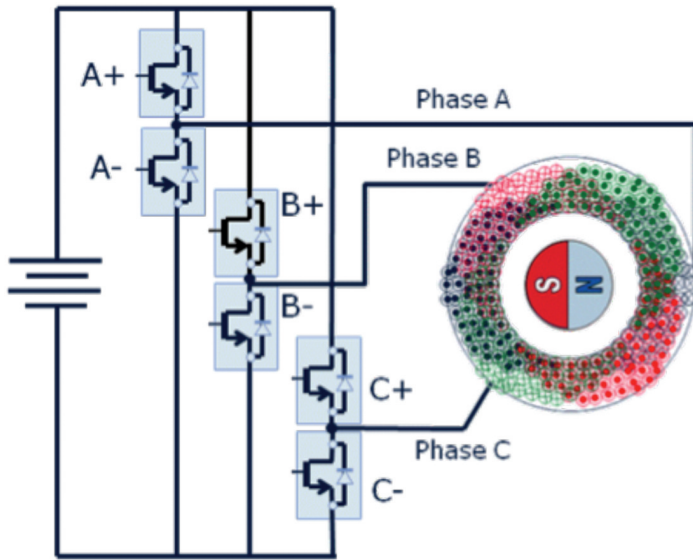 A+
Phase A
A-
Phase B
B+
B-
S
N
C+
Phase C
C-